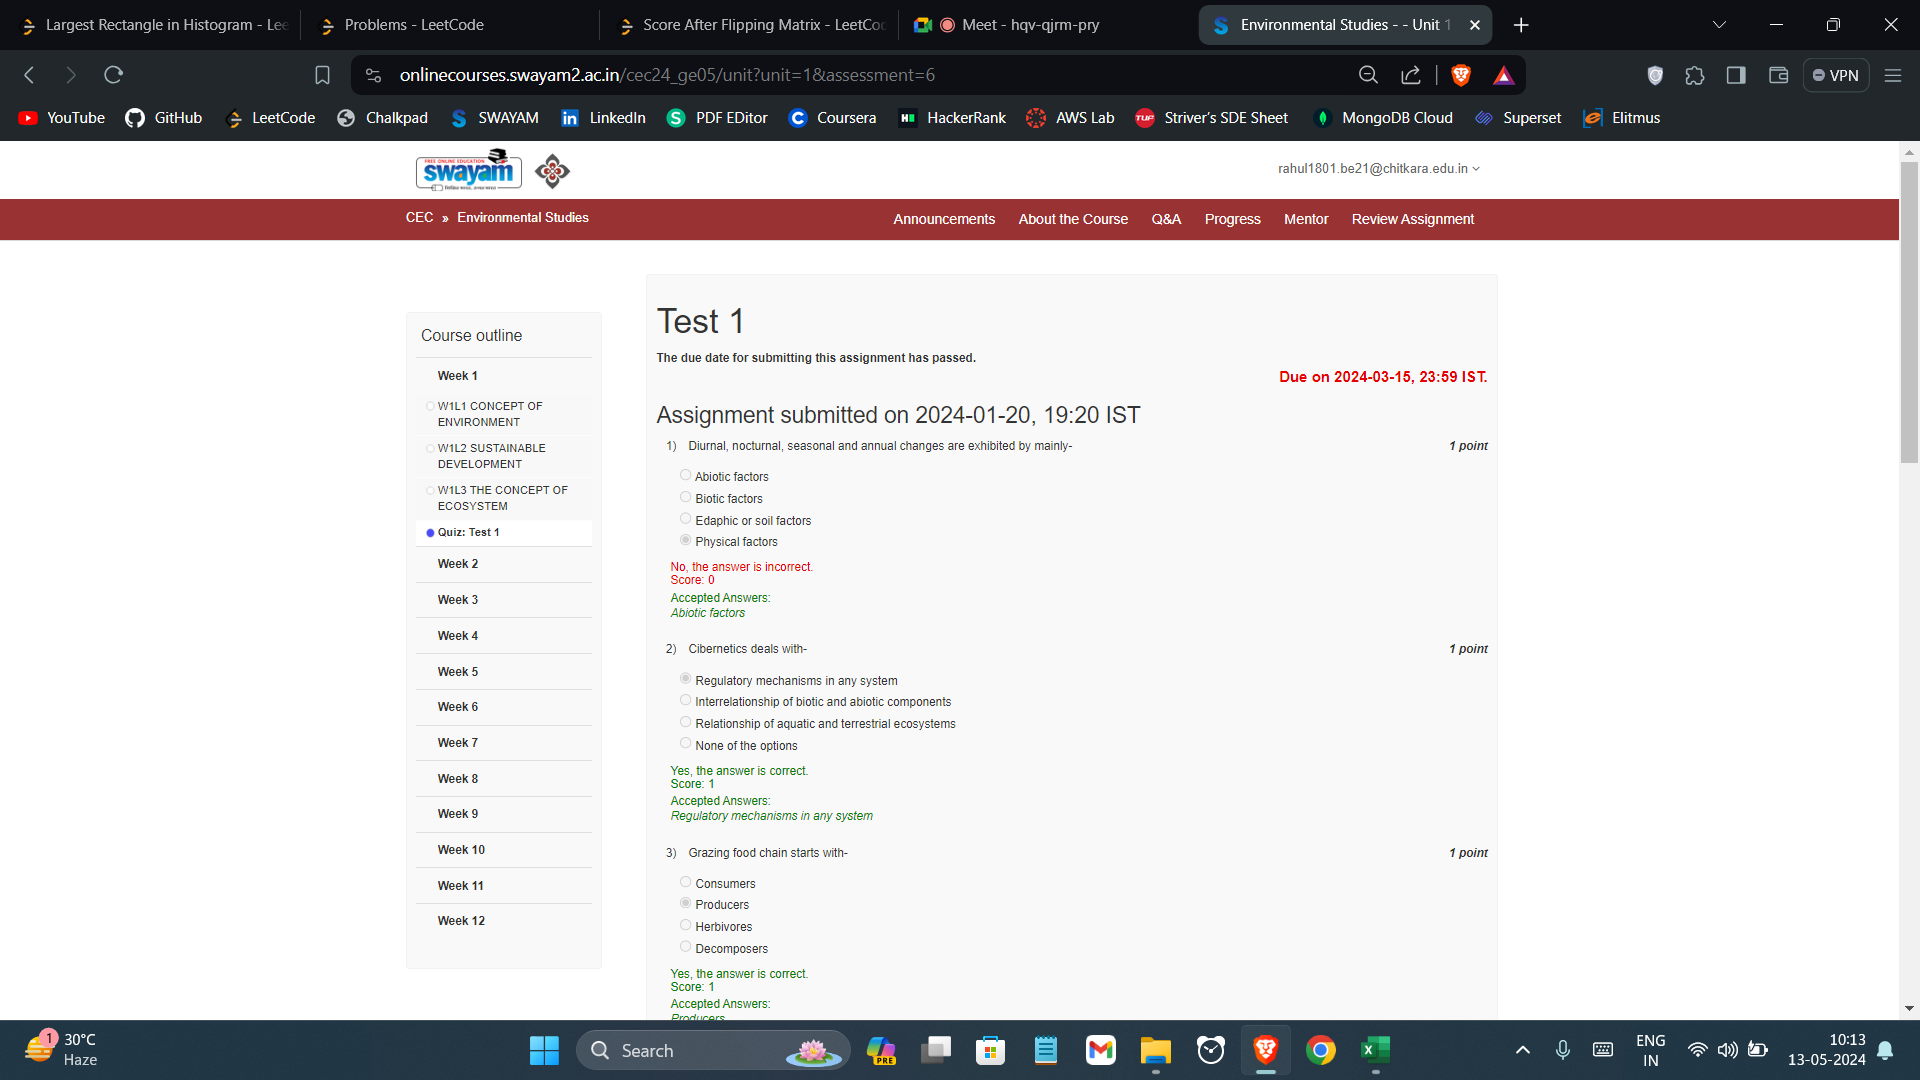 Largest Rectangle in Histogram - Lee
Problems - LeetCode
Score After Flipping Matrix - LeetCo
Meet - hqv-qjrm-pry
Environmental Studies - - Unit 1
onlinecourses.swayam2.ac.in/cec24_ge05/unit?unit=1&assessment=6
VPN
YouTube
GitHub
LeetCode
Chalkpad
SWAYAM
LinkedIn
PDF EDitor
Coursera
HackerRank
AWS Lab
Striver's SDE Sheet
MongoDB Cloud
Superset
Elitmus
FREE ONLINE EDUCATION
swayam
rahul1801.be21@chitkara.edu.in
CEC » Environmental Studies
Announcements
About the Course
Q&A
Progress
Mentor
Review Assignment
Course outline
Week 1
W1L1 CONCEPT OF
ENVIRONMENT
W1L2 SUSTAINABLE
DEVELOPMENT
W1L3 THE CONCEPT OF
ECOSYSTEM
Quiz: Test 1
Week 2
Week 3
Week 4
Week 5
Week 6
Week 7
Week 8
Week 9
Week 10
Week 11
Week 12
Test 1
The due date for submitting this assignment has passed.
Due on 2024-03-15, 23:59 IST.
Assignment submitted on 2024-01-20, 19:20 IST
1) Diurnal, nocturnal, seasonal and annual changes are exhibited by mainly- 1 point
Abiotic factors
Biotic factors
Edaphic or soil factors
Physical factors
No, the answer is incorrect.
Score: 0
Accepted Answers:
Abiotic factors
2) Cibernetics deals with- 1 point
Regulatory mechanisms in any system
Interrelationship of biotic and abiotic components
Relationship of aquatic and terrestrial ecosystems
None of the options
Yes, the answer is correct.
Score: 1
Accepted Answers:
Regulatory mechanisms in any system
3) Grazing food chain starts with- 1 point
Consumers
Producers
Herbivores
Decomposers
Yes, the answer is correct.
Score: 1
Accepted Answers:
Producers
1
30°C
Haze
Search
PRE
ENG
IN
10:13
13-05-2024